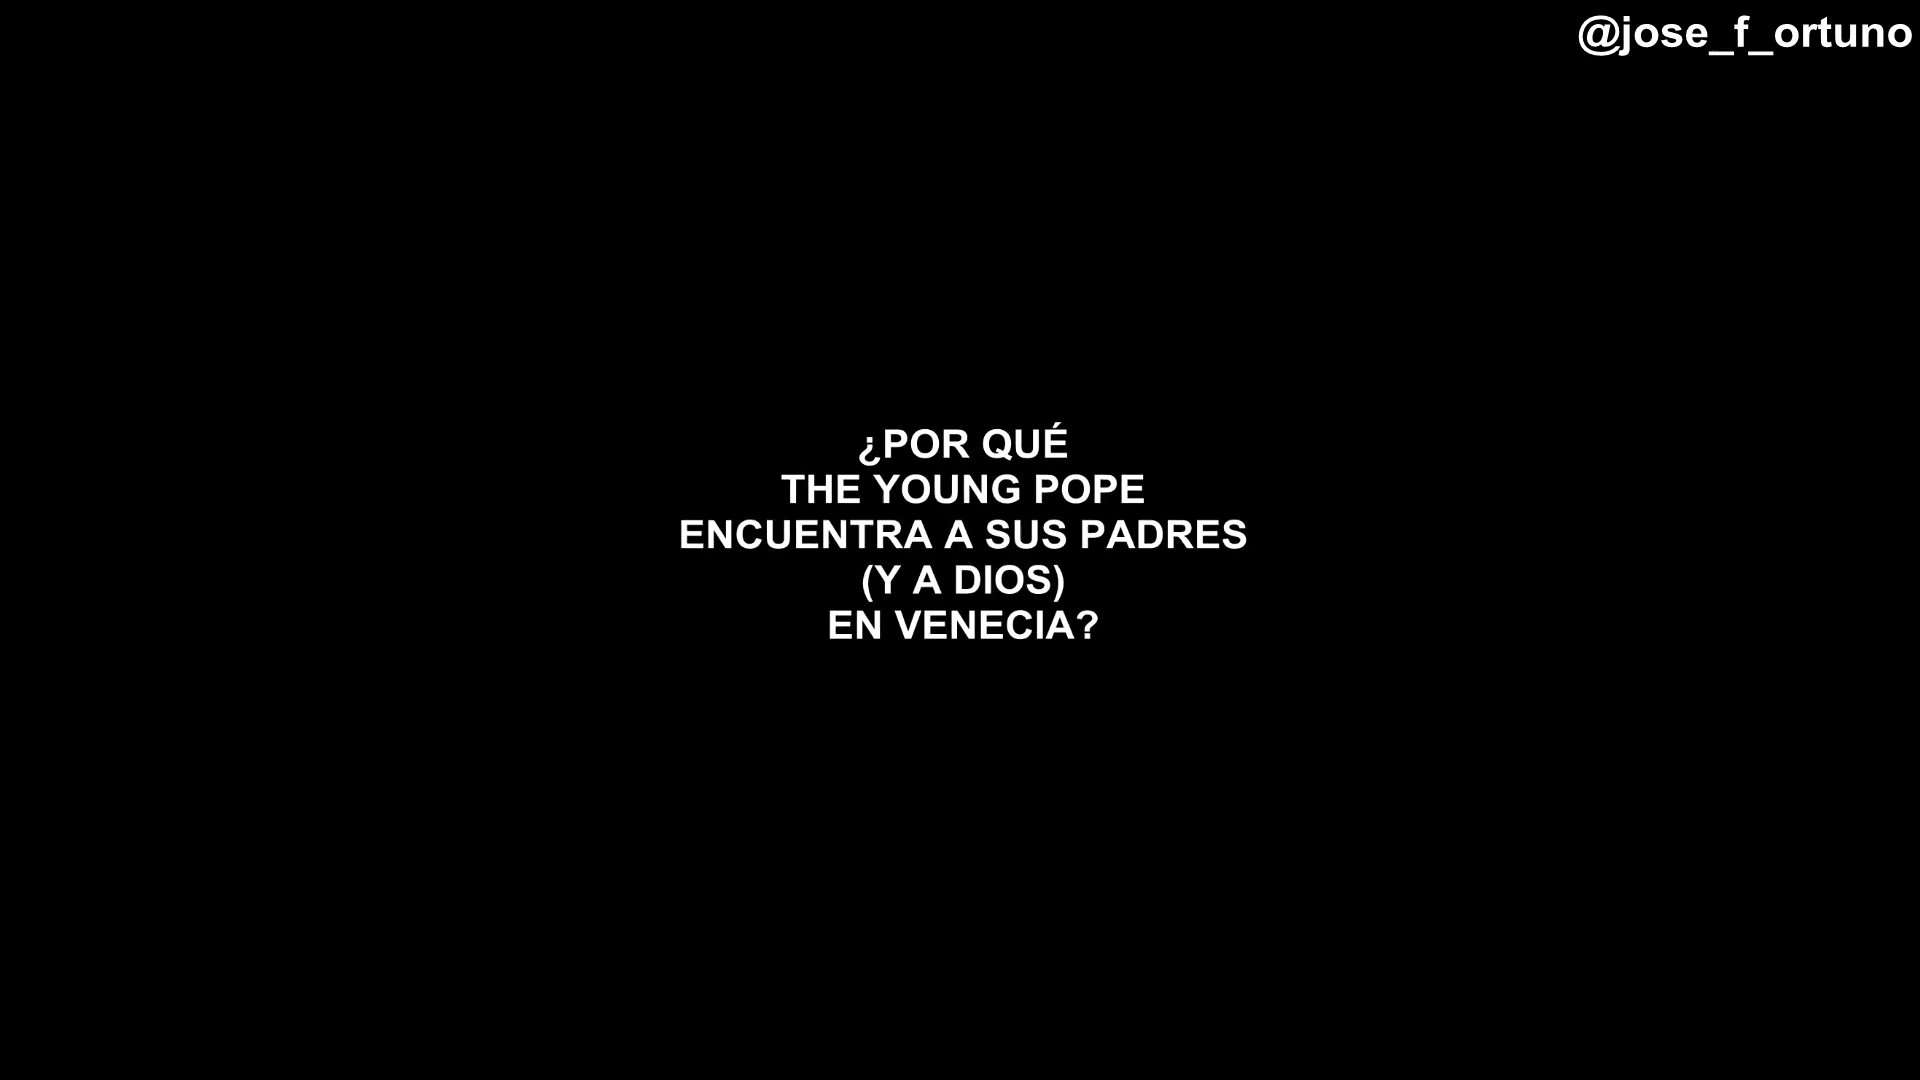 @jose_f_ortuno
¿POR QUÉ
THE YOUNG POPE
ENCUENTRA A SUS PADRES
(Y A DIOS)
EN VENECIA?